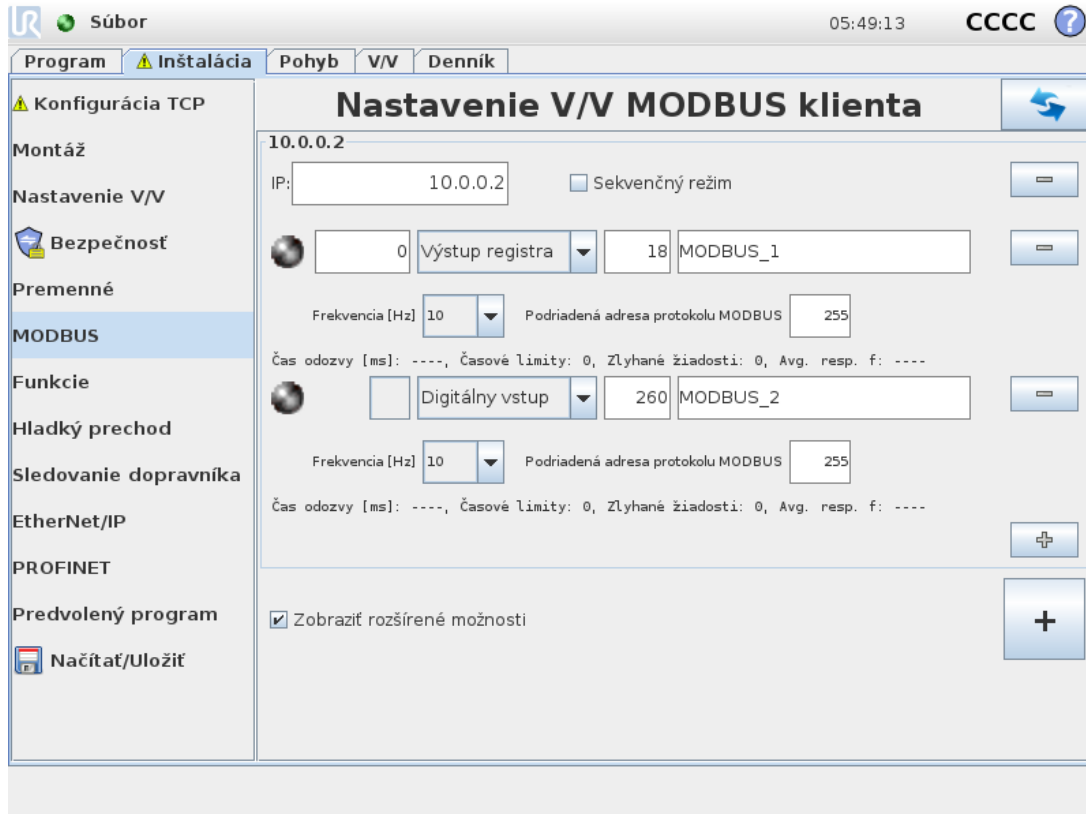 UR Súbor 05:49:13 CCCC ?
Program Inštalácia Pohyb V/V Denník
Konfigurácia TCP
Montáž
Nastavenie V/V
Bezpečnosť
Premenné
MODBUS
Funkcie
Hladký prechod
Sledovanie dopravníka
EtherNet/IP
PROFINET
Predvolený program
Načítať/Uložiť
Nastavenie V/V MODBUS klienta
10.0.0.2
IP: 10.0.0.2 Sekvenčný režim
0 Výstup registra 18 MODBUS_1
Frekvencia [Hz] 10 Podriadená adresa protokolu MODBUS 255
Čas odozvy [ms]: ----, Časové limity: 0, Zlyhané žiadosti: 0, Avg. resp. f: ----
Digitálny vstup 260 MODBUS_2
Frekvencia [Hz] 10 Podriadená adresa protokolu MODBUS 255
Čas odozvy [ms]: ----, Časové limity: 0, Zlyhané žiadosti: 0, Avg. resp. f: ----
Zobraziť rozšírené možnosti